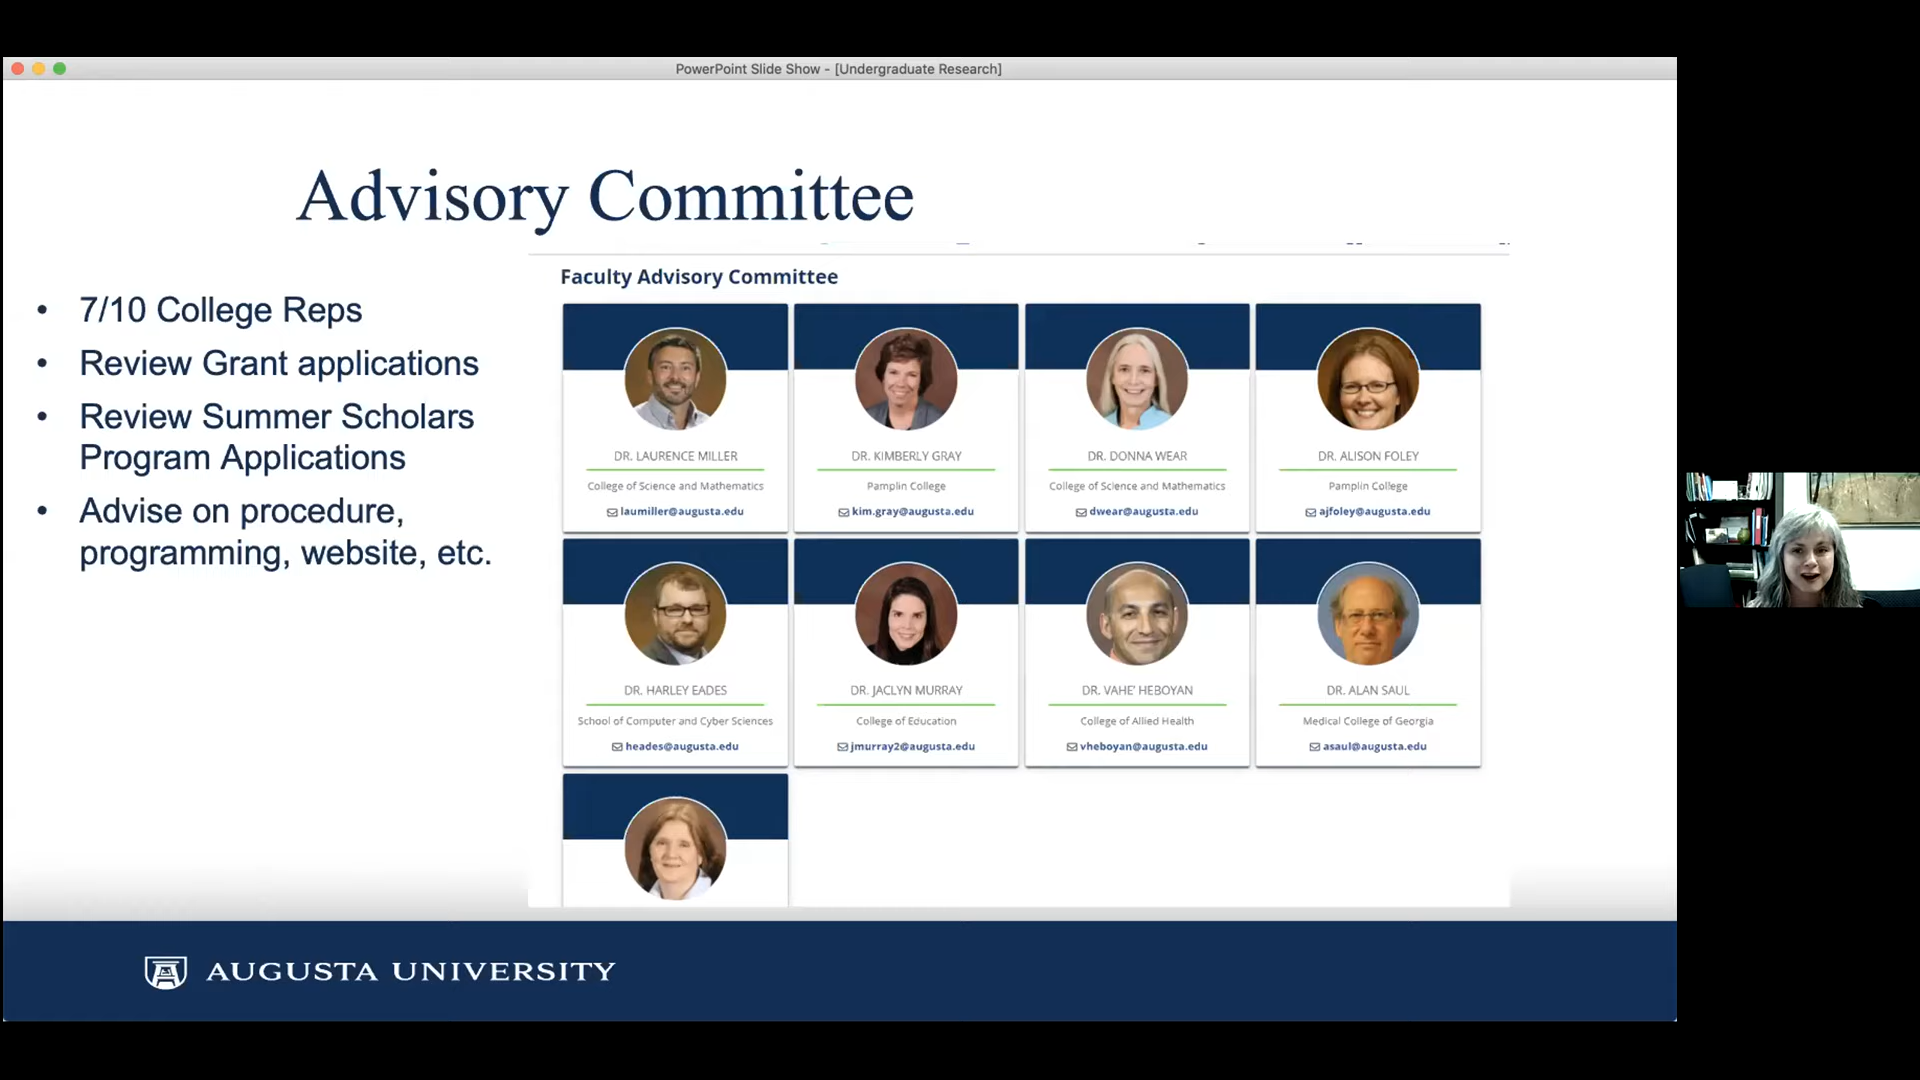 PowerPoint Slide Show - [Undergraduate Research]
Advisory Committee
• 7/10 College Reps
• Review Grant applications
• Review Summer Scholars
Program Applications
• Advise on procedure,
programming, website, etc.
Faculty Advisory Committee
DR. LAURENCE MILLER
College of Science and Mathematics
laumiller@augusta.edu
DR. KIMBERLY GRAY
Pamplin College
kim.gray@augusta.edu
DR. DONNA WEAR
College of Science and Mathematics
dwear@augusta.edu
DR. ALISON FOLEY
Pamplin College
ajfoley@augusta.edu
DR. HARLEY EADES
School of Computer and Cyber Sciences
heades@augusta.edu
DR. JACLYN MURRAY
College of Education
jmurray2@augusta.edu
DR. VAHE' HEBOYAN
College of Allied Health
vheboyan@augusta.edu
DR. ALAN SAUL
Medical College of Georgia
asaul@augusta.edu
AUGUSTA UNIVERSITY